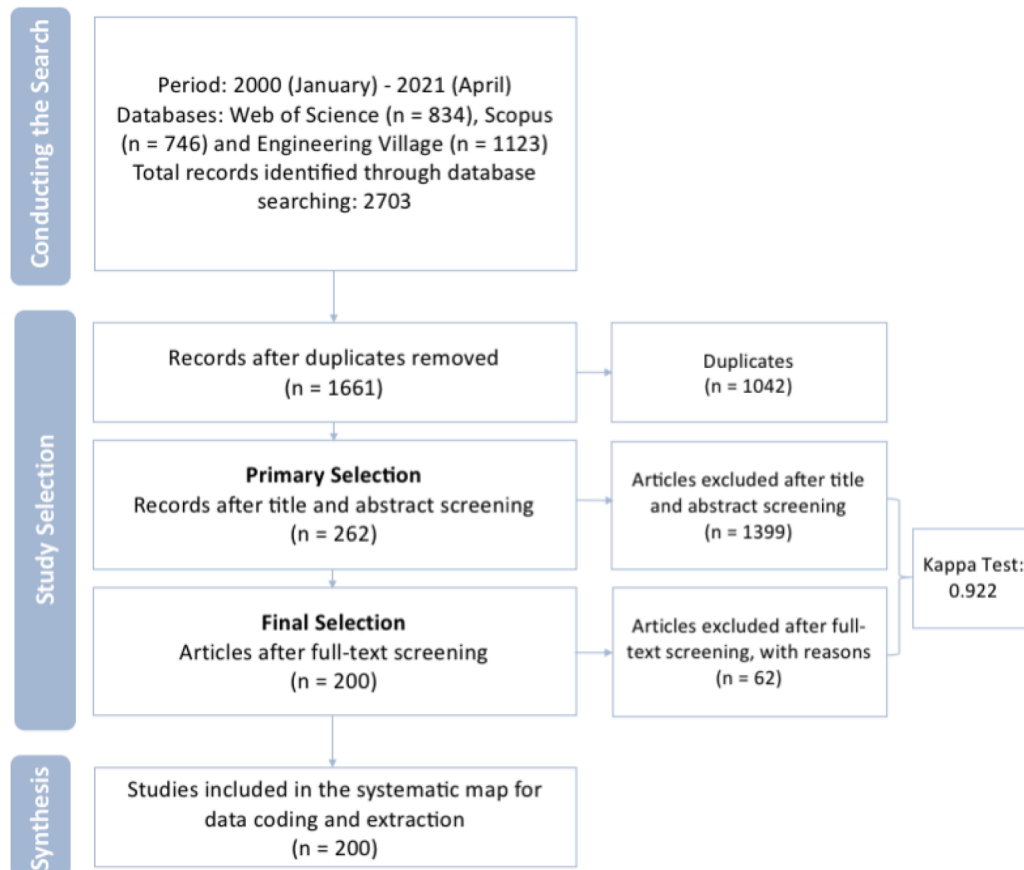 Conducting the Search
Period: 2000 (January) - 2021 (April)
Databases: Web of Science (n = 834), Scopus
(n = 746) and Engineering Village (n = 1123)
Total records identified through database
searching: 2703
Study Selection
Records after duplicates removed
(n = 1661)
Duplicates
(n = 1042)
Primary Selection
Records after title and abstract screening
(n = 262)
Articles excluded after title
and abstract screening
(n = 1399)
Kappa Test:
0.922
Final Selection
Articles after full-text screening
(n = 200)
Articles excluded after full-
text screening, with reasons
(n = 62)
Synthesis
Studies included in the systematic map for
data coding and extraction
(n = 200)